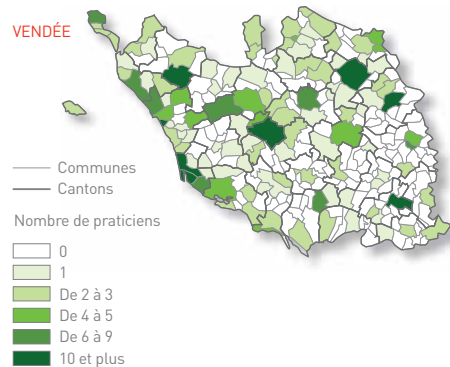 VENDÉE
Communes
Cantons
Nombre de praticiens
0
1
De 2 à 3
De 4 à 5
De 6 à 9
10 et plus